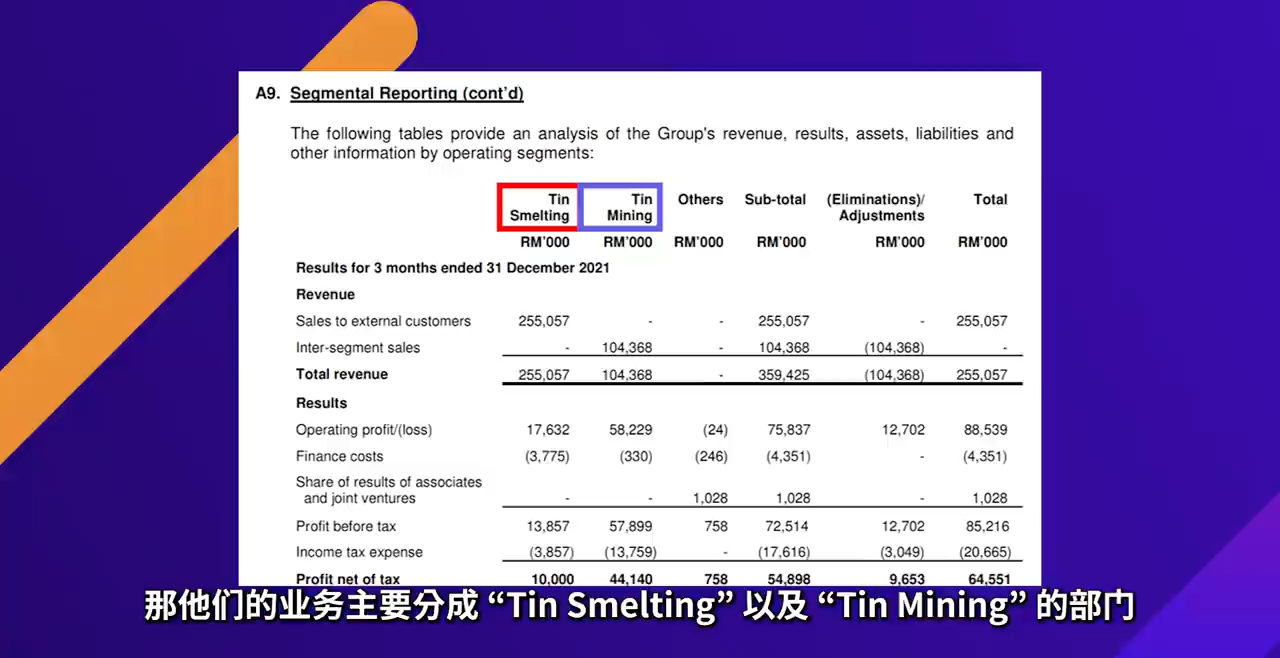 A9. Segmental Reporting (cont'd)
The following tables provide an analysis of the Group's revenue, results, assets, liabilities and
other information by operating segments:
Tin Smelting Tin Mining Others Sub-total (Eliminations)/ Adjustments Total
RM'000 RM'000 RM'000 RM'000 RM'000 RM'000
Results for 3 months ended 31 December 2021
Revenue
Sales to external customers 255,057 - - 255,057 - 255,057
Inter-segment sales - 104,368 - 104,368 (104,368) -
Total revenue 255,057 104,368 - 359,425 (104,368) 255,057
Results
Operating profit/(loss) 17,632 58,229 (24) 75,837 12,702 88,539
Finance costs (3,775) (330) (246) (4,351) - (4,351)
Share of results of associates
and joint ventures - - 1,028 1,028 - 1,028
Profit before tax 13,857 57,899 758 72,514 12,702 85,216
Income tax expense (3,857) (13,759) - (17,616) (3,049) (20,665)
Profit net of tax 10,000 44,140 758 54,898 9,653 64,551
那他们的业务主要分成 “Tin Smelting” 以及 “Tin Mining” 的部门